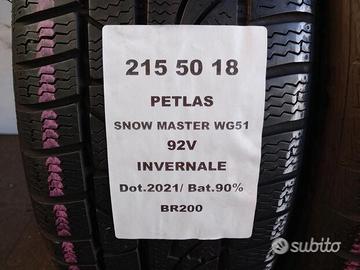 215 50 18
PETLAS
SNOW MASTER WG51
92V
INVERNALE
Dot.2021/ Bat.90%
BR200
subito